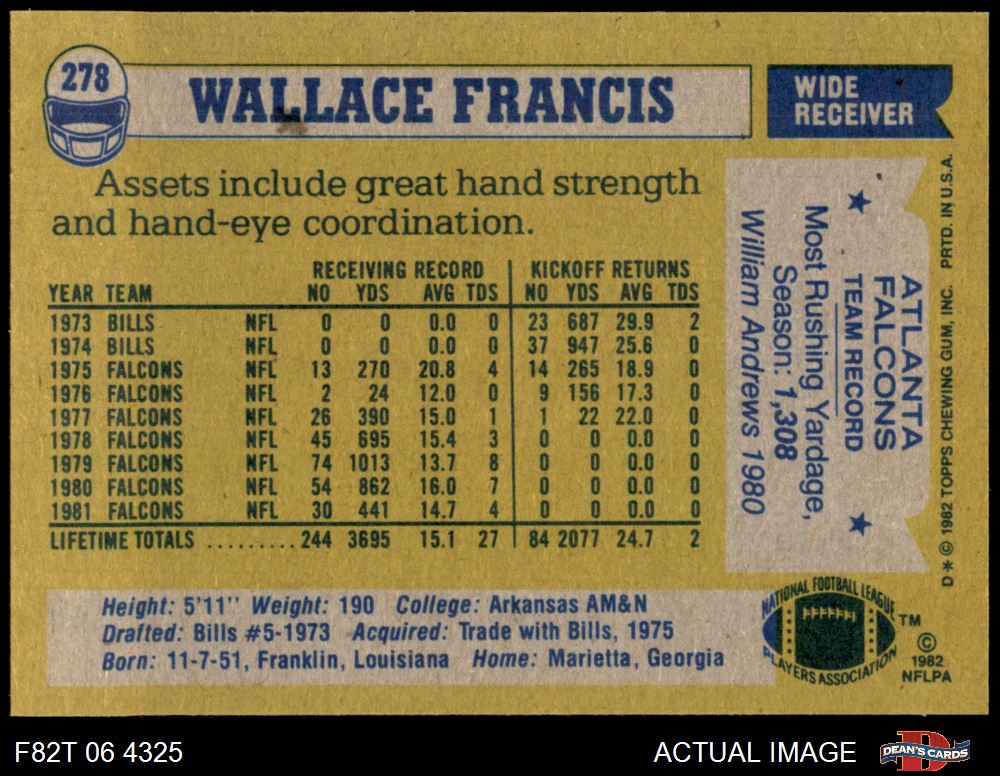 278
WALLACE FRANCIS
WIDE
RECEIVER
Assets include great hand strength
and hand-eye coordination.
RECEIVING RECORD KICKOFF RETURNS
YEAR TEAM NO YDS AVG TDS NO YDS AVG TDS
1973 BILLS NFL 0 0 0.0 0 23 687 29.9 2
1974 BILLS NFL 0 0 0.0 0 37 947 25.6 0
1975 FALCONS NFL 13 270 20.8 4 14 265 18.9 0
1976 FALCONS NFL 2 24 12.0 0 9 156 17.3 0
1977 FALCONS NFL 26 390 15.0 1 1 22 22.0 0
1978 FALCONS NFL 45 695 15.4 3 0 0 0.0 0
1979 FALCONS NFL 74 1013 13.7 8 0 0 0.0 0
1980 FALCONS NFL 54 862 16.0 7 0 0 0.0 0
1981 FALCONS NFL 30 441 14.7 4 0 0 0.0 0
LIFETIME TOTALS ......... 244 3695 15.1 27 84 2077 24.7 2
ATLANTA
FALCONS
TEAM RECORD
Most Rushing Yardage,
Season: 1,308
William Andrews 1980
D*© 1982 TOPPS CHEWING GUM, INC. PRTD. IN U.S.A.
Height: 5'11" Weight: 190 College: Arkansas AM&N
Drafted: Bills #5-1973 Acquired: Trade with Bills, 1975
Born: 11-7-51, Franklin, Louisiana Home: Marietta, Georgia
NATIONAL FOOTBALL LEAGUE
PLAYERS ASSOCIATION
TM
©
1982
NFLPA
F82T 06 4325
ACTUAL IMAGE
D
DEAN'S CARDS